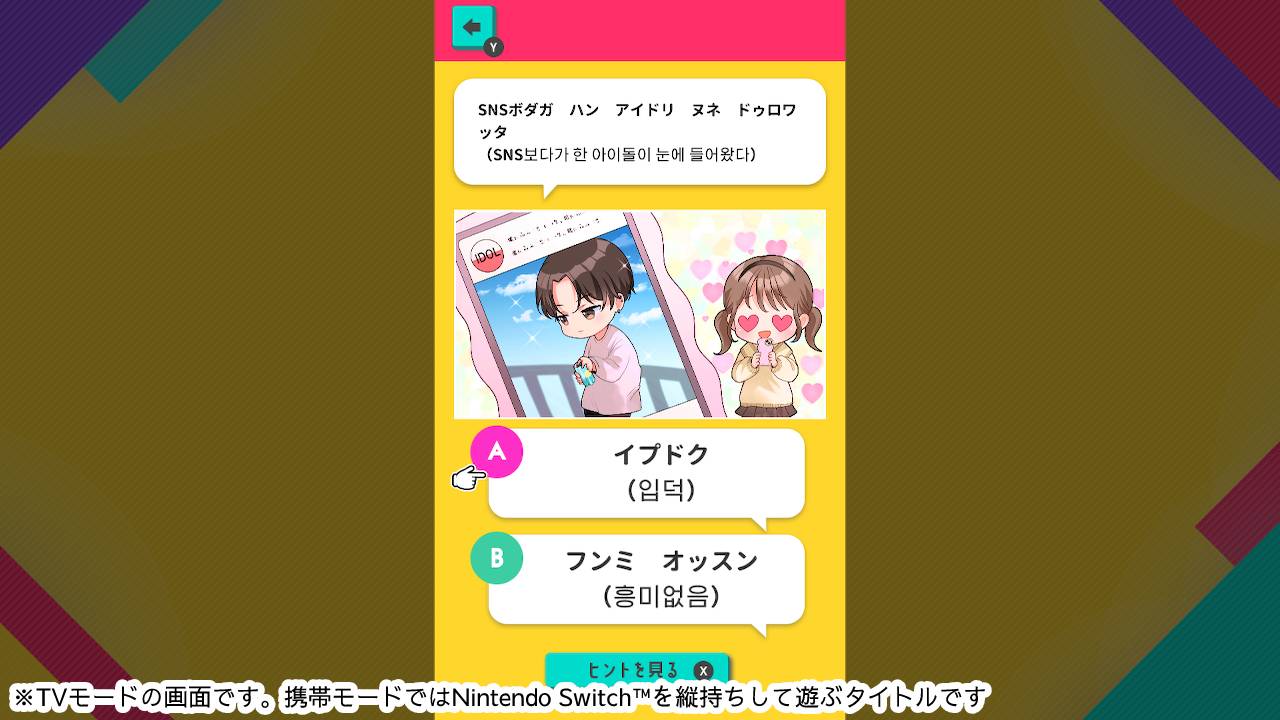 Y
SNSボダガ　ハン　アイドリ　ヌネ　ドゥロワ
ッタ
（SNS보다가 한 아이돌이 눈에 들어왔다）
IDOL
A
イプドク
（입덕）
B
フンミ　オッスン
（흥미없음）
ヒントを見る X
※TVモードの画面です。携帯モードではNintendo Switch™を縦持ちして遊ぶタイトルです